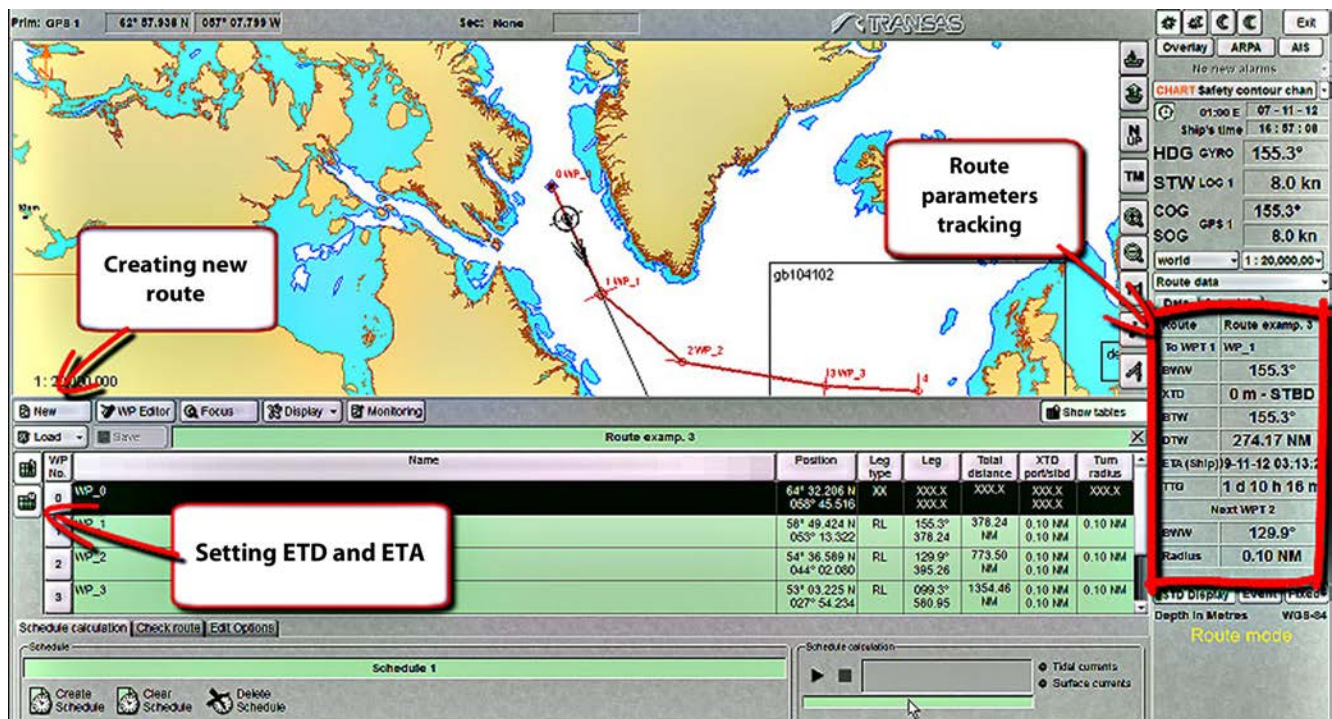 Prim: GPS 1 62° 57.938 N 057° 07.799 W Sec: None TRANSAS
Exit
Overlay ARPA AIS
No new alarms
CHART Safety contour chan
01:00 E 07-11-12
Ship's time 16:57:08
HDG GYRO 155.3°
STW LOG 1 8.0 kn
COG 155.3°
GPS 1
SOG 8.0 kn
world 1:20,000,00
Route data
Route Route examp. 3
To WPT 1 WP_1
BWW 155.3°
XTD 0 m - STBD
BTW 155.3°
DTW 274.17 NM
ETA (Ship) 9-11-12 03:13:2
TTG 1 d 10 h 16 m
Next WPT 2
BWW 129.9°
Radius 0.10 NM
STD Display Event Fixed
Depth in Metres WGS-84
Route mode
N UP
TM
Creating new
route
Route
parameters
tracking
0 WP_0
1 WP_1
2 WP_2
3 WP_3
4
gb104102
de
New WP Editor Focus Display Monitoring Show tables
Load Save Route examp. 3
WP No. Name Position Leg type Leg Total distance XTD port/stbd Turn radius
0 WP_0 64° 32.206 N XX XXX.X XXX.X XXX.X XXX.X
058° 45.516 XXX.X XXX.X
1 WP_1 58° 49.424 N RL 155.3° 378.24 0.10 NM 0.10 NM
053° 13.322 378.24 NM 0.10 NM
2 WP_2 54° 36.589 N RL 129.9° 773.50 0.10 NM 0.10 NM
044° 02.080 395.26 NM 0.10 NM
3 WP_3 53° 03.225 N RL 099.3° 1354.46 0.10 NM 0.10 NM
027° 54.234 580.95 NM 0.10 NM
Setting ETD and ETA
Schedule calculation Check route Edit Options
Schedule
Schedule 1
Create Schedule Clear Schedule Delete Schedule
Schedule calculation
Tidal currents
Surface currents